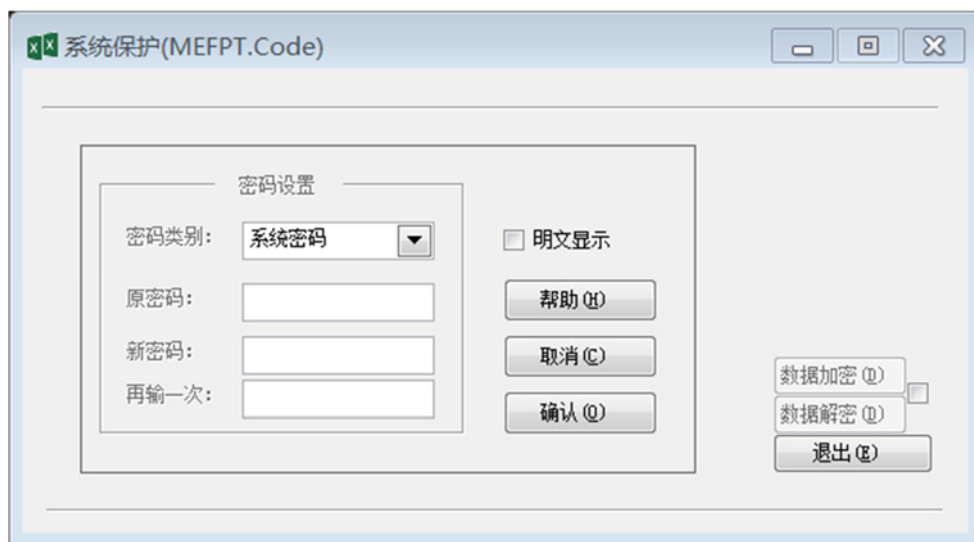 系统保护(MEFPT.Code)
密码设置
密码类别：
系统密码
明文显示
原密码：
帮助(H)
新密码：
取消(C)
再输一次：
确认(O)
数据加密(D)
数据解密(D)
退出(E)